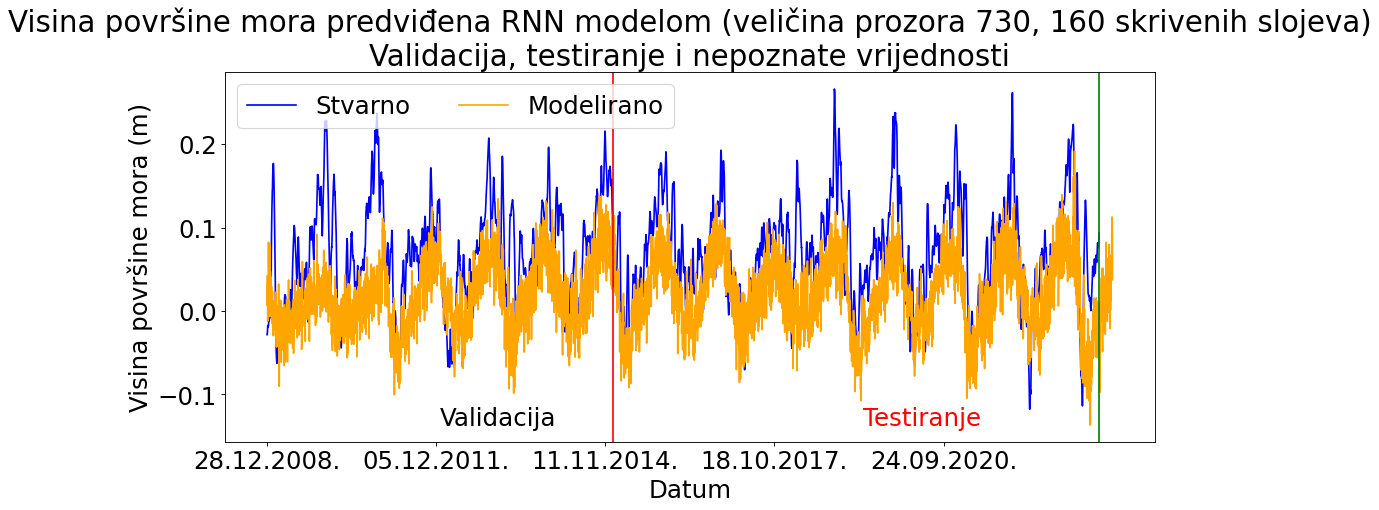 Visina površine mora predviđena RNN modelom (veličina prozora 730, 160 skrivenih slojeva)
Validacija, testiranje i nepoznate vrijednosti
Stvarno Modelirano
Visina površine mora (m)
0.2
0.1
0.0
−0.1
Validacija Testiranje
28.12.2008. 05.12.2011. 11.11.2014. 18.10.2017. 24.09.2020.
Datum